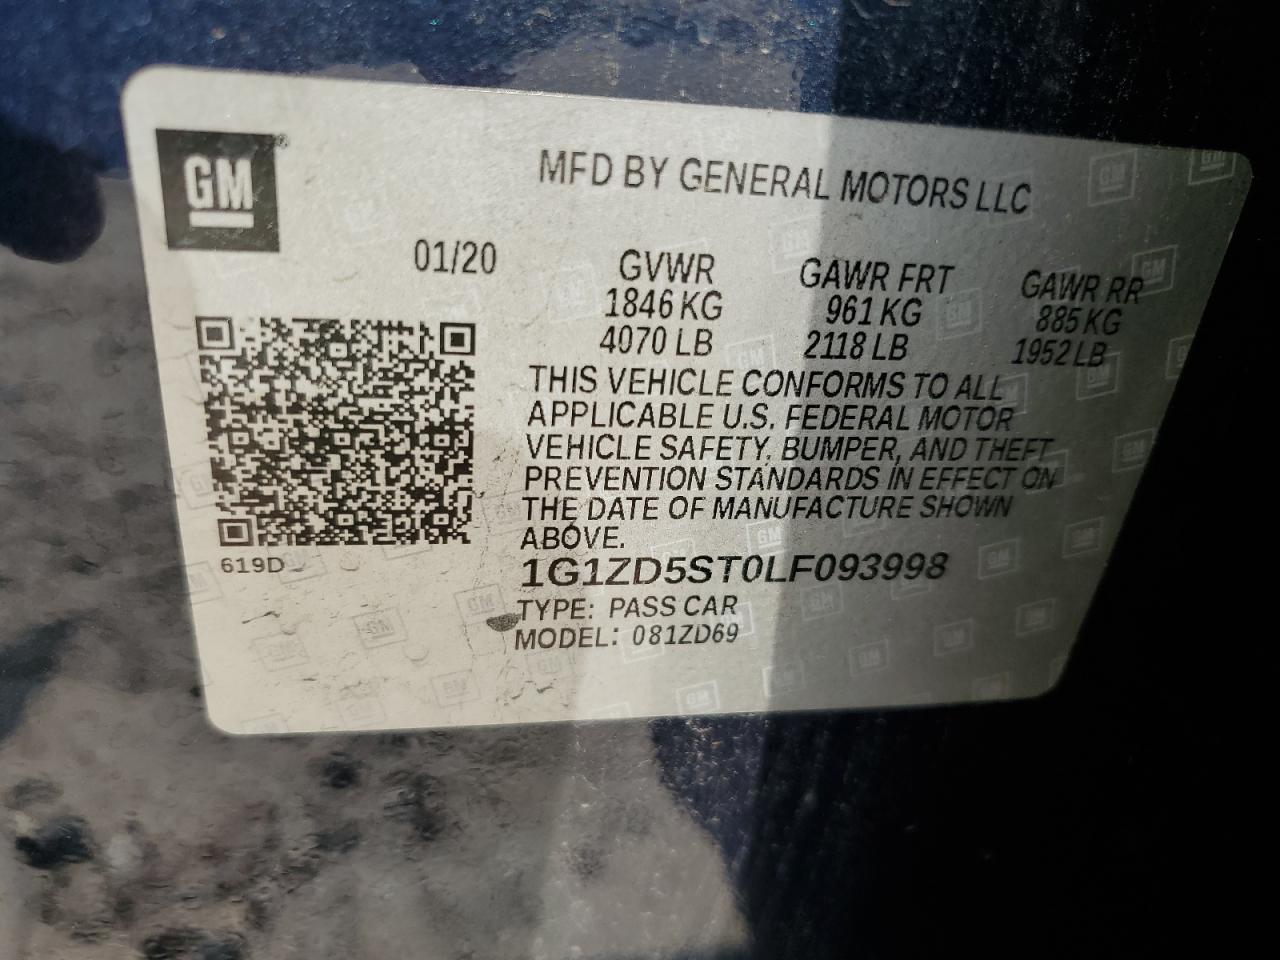 GM
MFD BY GENERAL MOTORS LLC
01/20
GVWR GAWR FRT GAWR RR
1846 KG 961 KG 885 KG
4070 LB 2118 LB 1952 LB
THIS VEHICLE CONFORMS TO ALL
APPLICABLE U.S. FEDERAL MOTOR
VEHICLE SAFETY, BUMPER, AND THEFT
PREVENTION STANDARDS IN EFFECT ON
THE DATE OF MANUFACTURE SHOWN
ABOVE.
619D
1G1ZD5ST0LF093998
TYPE: PASS CAR
MODEL: 081ZD69